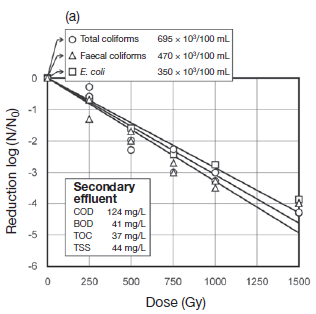 (a)
Total coliforms 695 x 10³/100 mL
Faecal coliforms 470 x 10³/100 mL
E. coli 350 x 10³/100 mL
Reduction log (N/N₀)
0
-1
-2
-3
-4
-5
-6
Secondary
effluent
COD 124 mg/L
BOD 41 mg/L
TOC 37 mg/L
TSS 44 mg/L
0 250 500 750 1000 1250 1500
Dose (Gy)